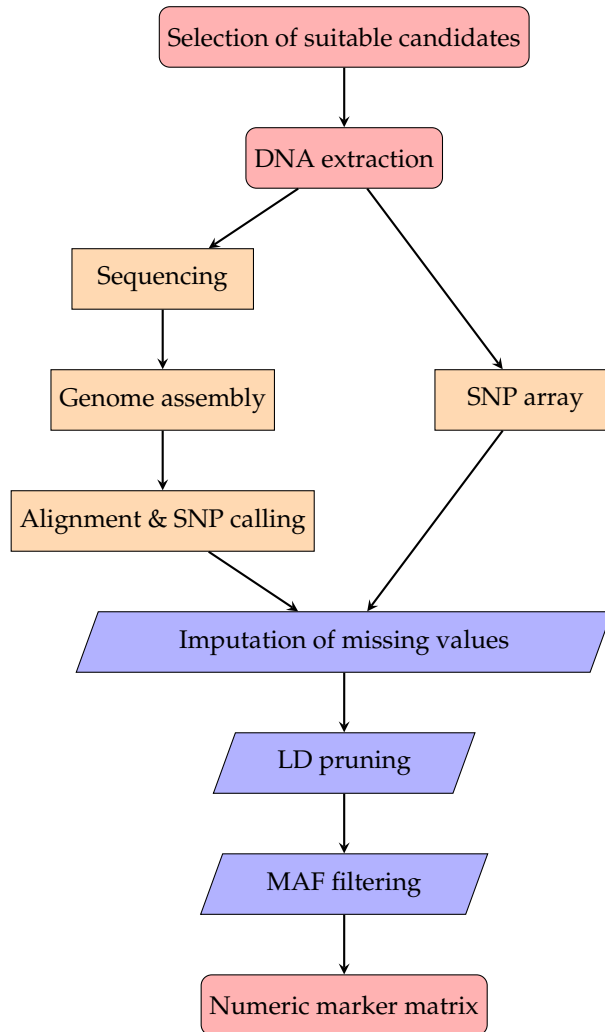 Selection of suitable candidates
DNA extraction
Sequencing
Genome assembly
SNP array
Alignment & SNP calling
Imputation of missing values
LD pruning
MAF filtering
Numeric marker matrix